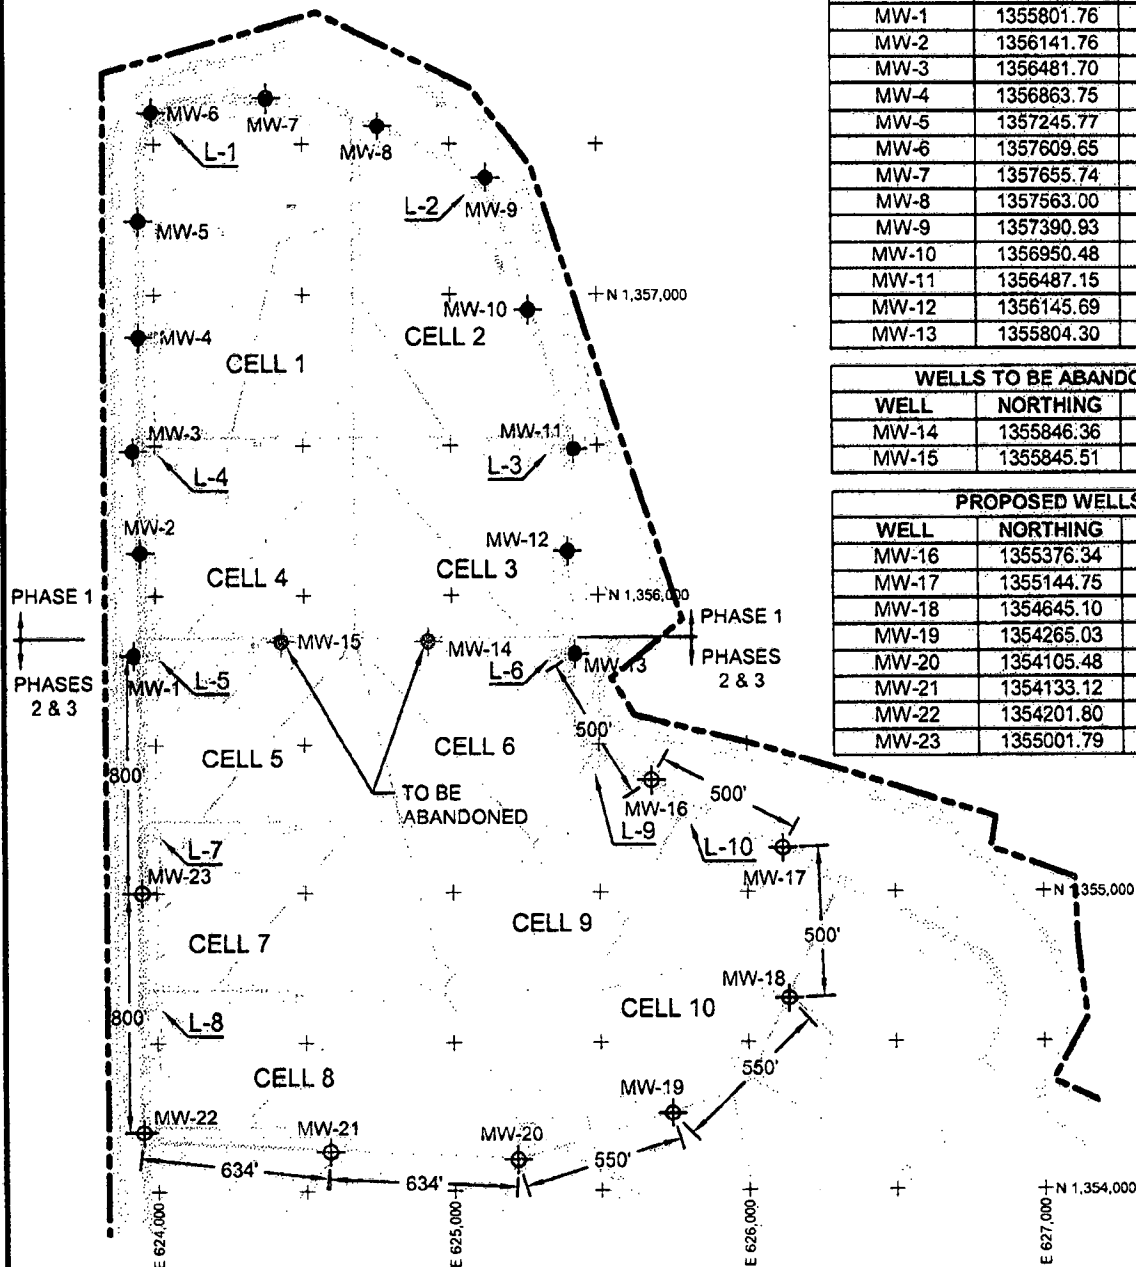 MW-1 1355801.76
MW-2 1356141.76
MW-3 1356481.70
MW-4 1356863.75
MW-5 1357245.77
MW-6 1357609.65
MW-7 1357655.74
MW-8 1357563.00
MW-9 1357390.93
MW-10 1356950.48
MW-11 1356487.15
MW-12 1356145.69
MW-13 1355804.30
WELLS TO BE ABANDO
WELL NORTHING
MW-14 1355846.36
MW-15 1355845.51
PROPOSED WELLS
WELL NORTHING
MW-16 1355376.34
MW-17 1355144.75
MW-18 1354645.10
MW-19 1354265.03
MW-20 1354105.48
MW-21 1354133.12
MW-22 1354201.80
MW-23 1355001.79
MW-6
MW-7
MW-8
L-1
L-2
MW-9
MW-5
N 1,357,000
MW-10
MW-4
CELL 2
CELL 1
MW-3
MW-11
L-4
L-3
MW-2
MW-12
CELL 4
CELL 3
PHASE 1
N 1,356,000
PHASE 1
MW-15
MW-14
MW-13
PHASES
2 & 3
PHASES
2 & 3
MW-1
L-5
L-6
500'
CELL 5
CELL 6
800'
TO BE
ABANDONED
MW-16
500'
L-7
L-9
L-10
MW-23
MW-17
N 1,355,000
CELL 7
CELL 9
500'
MW-18
800'
L-8
CELL 10
550'
CELL 8
MW-19
MW-22
MW-21
MW-20
634'
634'
550'
N 1,354,000
E 624,000
E 625,000
E 626,000
E 627,000